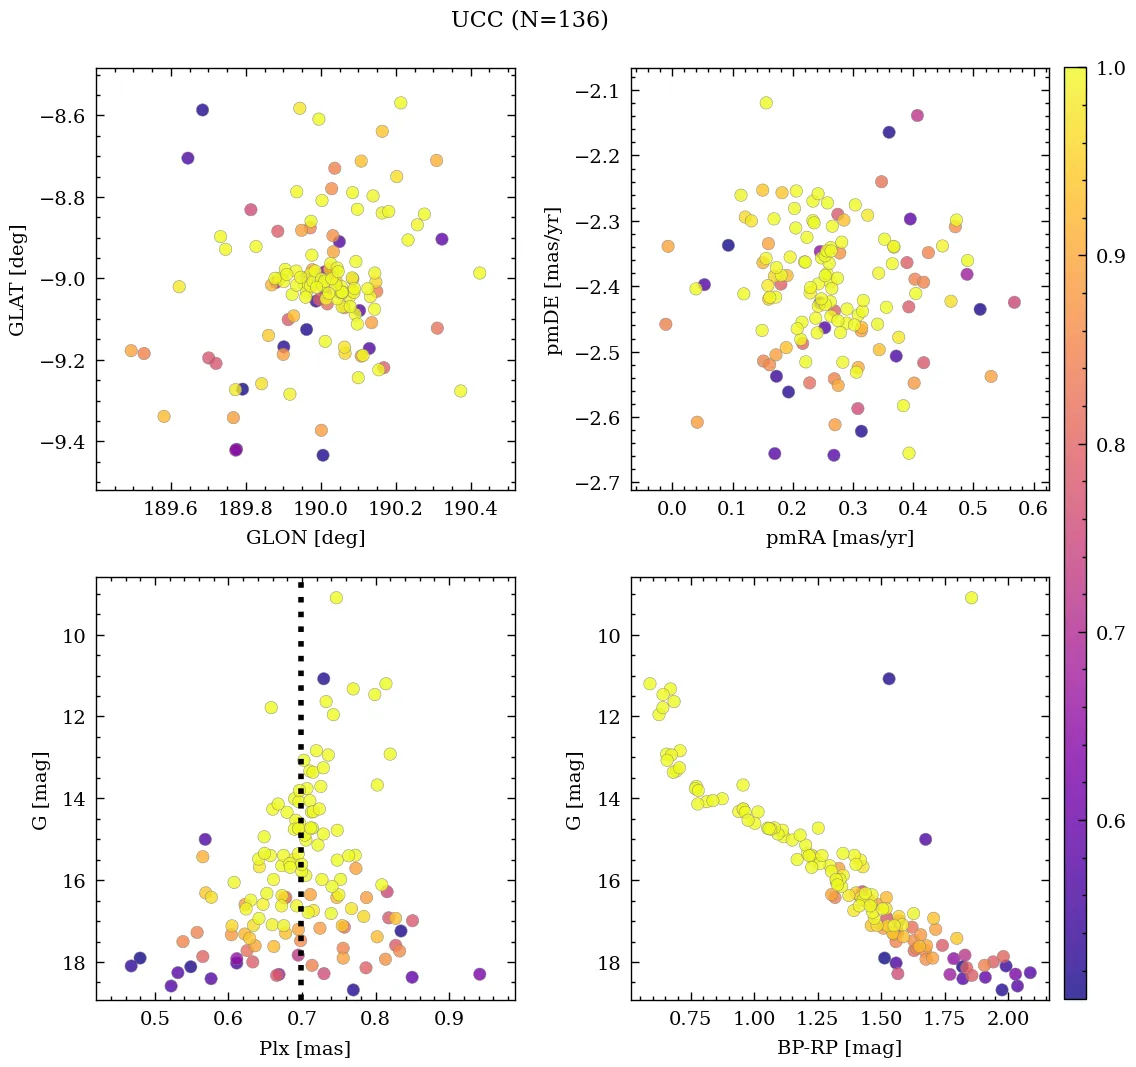 UCC (N=136)
−8.6
−8.8
−9.0
−9.2
−9.4
GLAT [deg]
189.6 189.8 190.0 190.2 190.4
GLON [deg]
−2.1
−2.2
−2.3
−2.4
−2.5
−2.6
−2.7
pmDE [mas/yr]
0.0 0.1 0.2 0.3 0.4 0.5 0.6
pmRA [mas/yr]
1.0
0.9
0.8
0.7
0.6
10
12
14
16
18
G [mag]
0.5 0.6 0.7 0.8 0.9
Plx [mas]
10
12
14
16
18
G [mag]
0.75 1.00 1.25 1.50 1.75 2.00
BP-RP [mag]